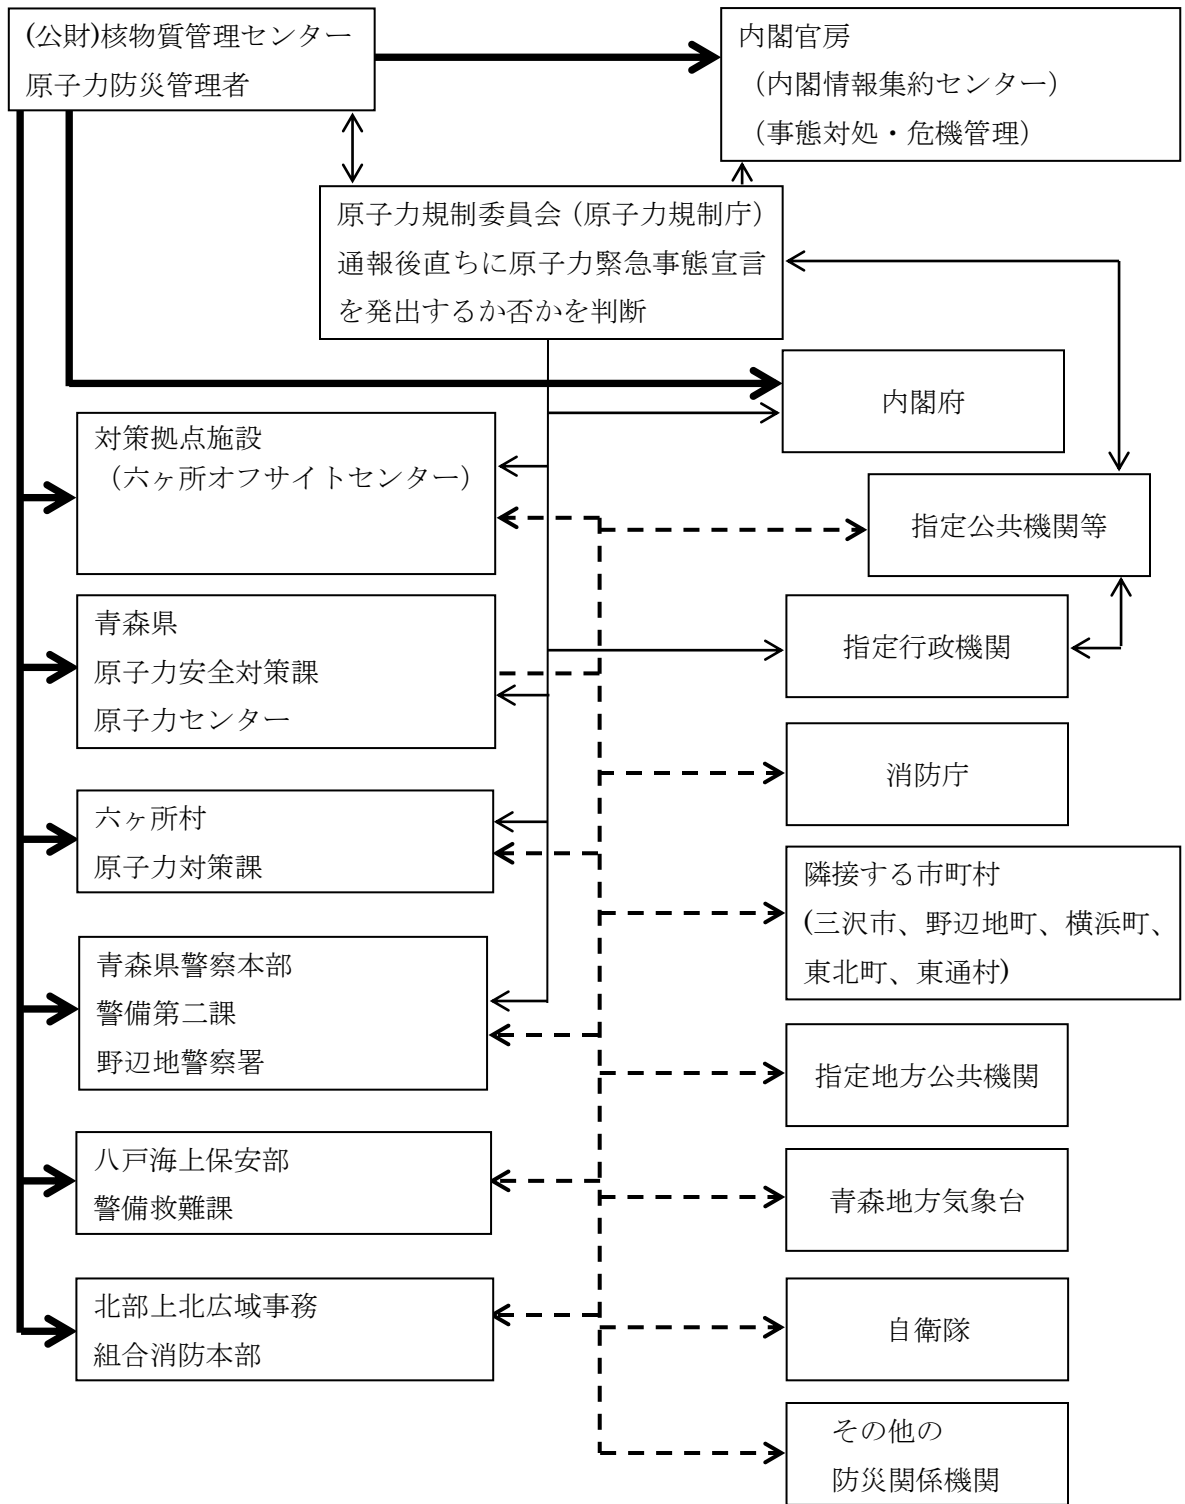 (公財)核物質管理センター
原子力防災管理者
内閣官房
（内閣情報集約センター）
（事態対処・危機管理）
原子力規制委員会（原子力規制庁）
通報後直ちに原子力緊急事態宣言
を発出するか否かを判断
内閣府
対策拠点施設
（六ヶ所オフサイトセンター）
指定公共機関等
青森県
原子力安全対策課
原子力センター
指定行政機関
消防庁
六ヶ所村
原子力対策課
隣接する市町村
(三沢市、野辺地町、横浜町、
東北町、東通村)
青森県警察本部
警備第二課
野辺地警察署
指定地方公共機関
八戸海上保安部
警備救難課
青森地方気象台
北部上北広域事務
組合消防本部
自衛隊
その他の
防災関係機関